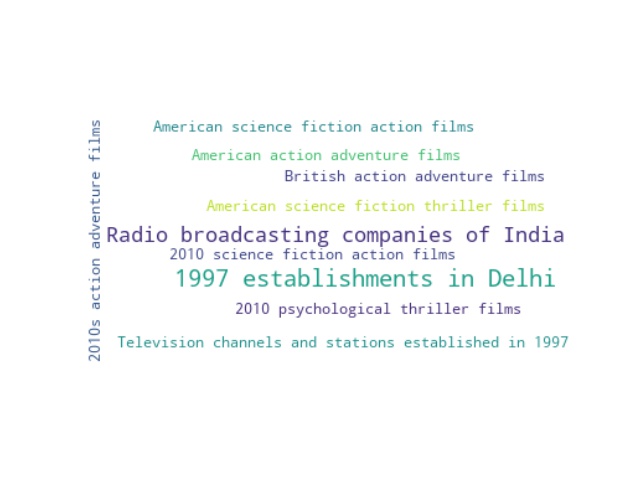 American science fiction action films
American action adventure films
British action adventure films
American science fiction thriller films
Radio broadcasting companies of India
2010 science fiction action films
1997 establishments in Delhi
2010 psychological thriller films
Television channels and stations established in 1997
2010s action adventure films